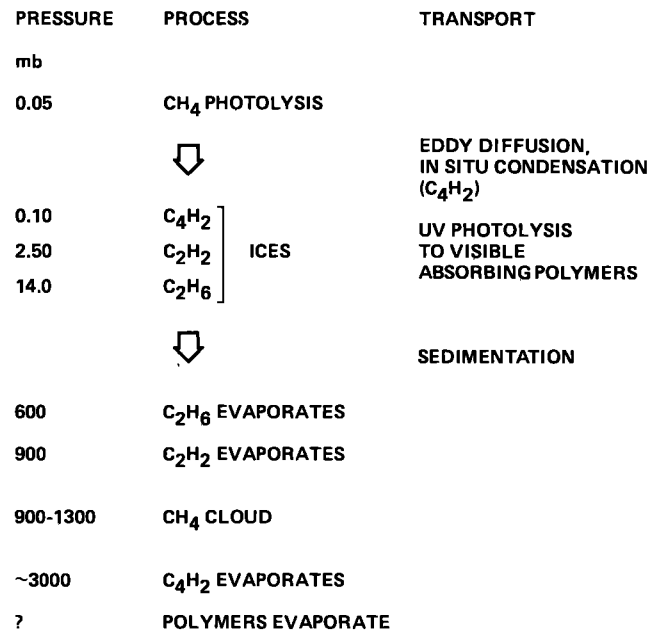 PRESSURE PROCESS TRANSPORT
mb
0.05 CH4 PHOTOLYSIS
EDDY DIFFUSION,
IN SITU CONDENSATION
(C4H2)
0.10 C4H2
UV PHOTOLYSIS
2.50 C2H2 ICES TO VISIBLE
ABSORBING POLYMERS
14.0 C2H6
SEDIMENTATION
600 C2H6 EVAPORATES
900 C2H2 EVAPORATES
900-1300 CH4 CLOUD
~3000 C4H2 EVAPORATES
? POLYMERS EVAPORATE